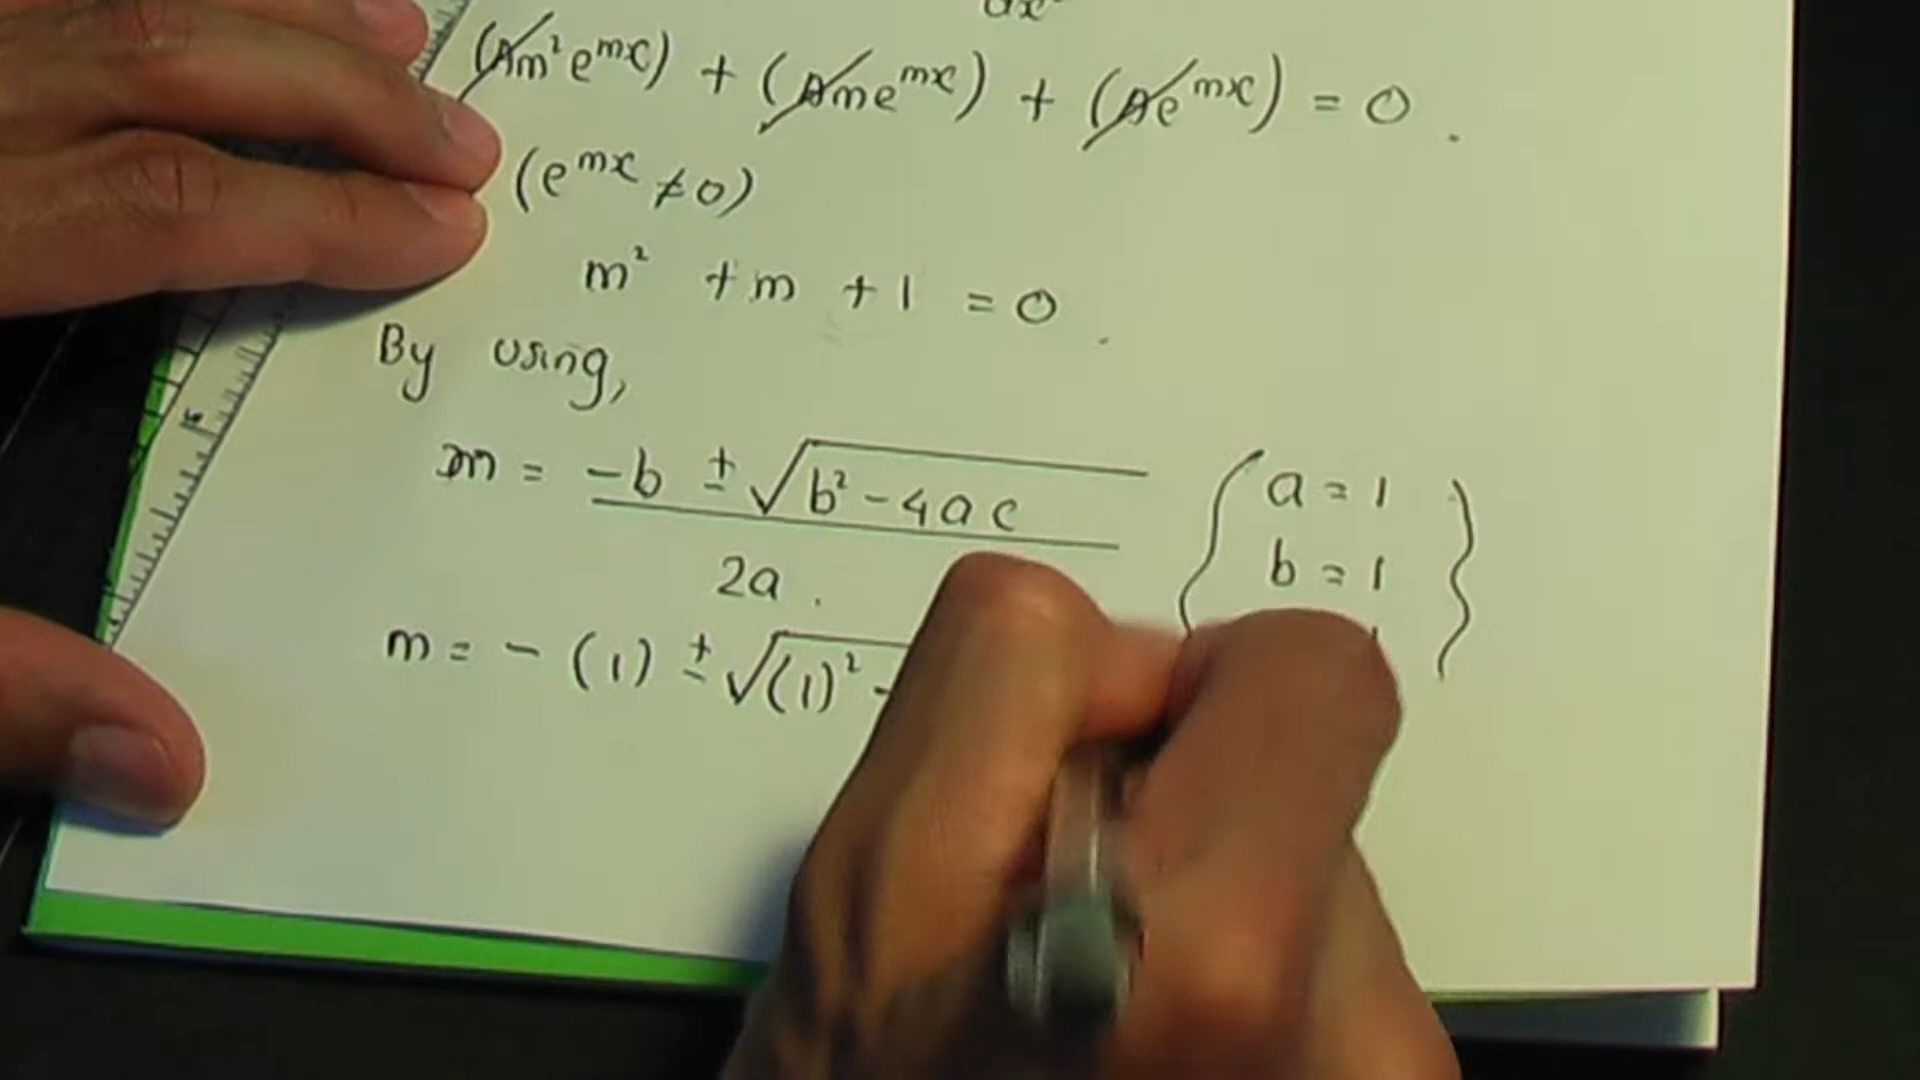 dx
(Am²e^mx) + (Ame^mx) + (Ae^mx) = 0 .
(e^mx ≠ 0)
m² + m + 1 = 0 .
By using,
m = -b ± √b² - 4ac
2a .
a = 1
b = 1
m = - (1) ± √(1)² -